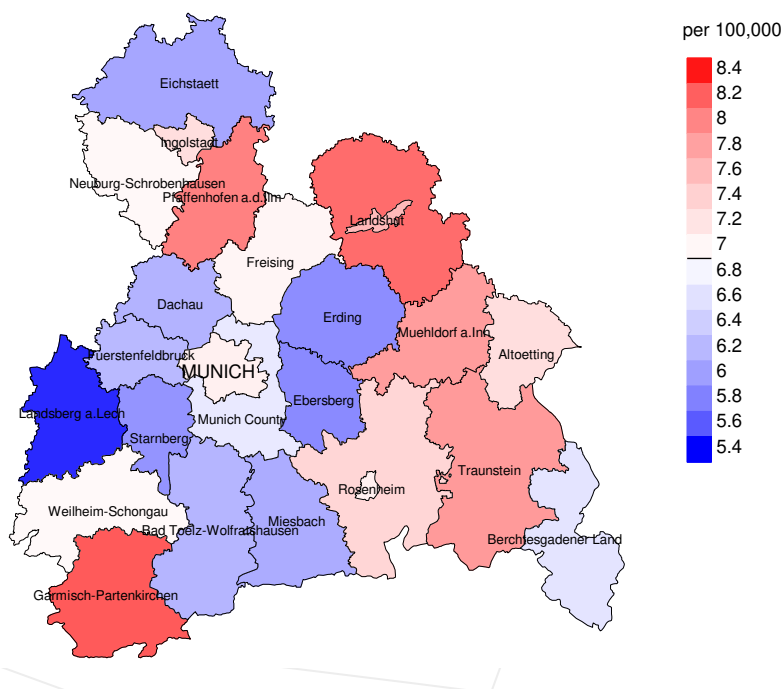 per 100,000
8.4
8.2
8
7.8
7.6
7.4
7.2
7
6.8
6.6
6.4
6.2
6
5.8
5.6
5.4
Eichstaett
Ingolstadt
Neuburg-Schrobenhausen
Pfaffenhofen a.d.Ilm
Landshut
Freising
Dachau
Erding
Muehldorf a.Inn
Fuerstenfeldbruck
Altoetting
MUNICH
Ebersberg
Landsberg a.Lech
Munich County
Starnberg
Traunstein
Rosenheim
Weilheim-Schongau
Miesbach
Bad Toelz-Wolfratshausen
Berchtesgadener Land
Garmisch-Partenkirchen